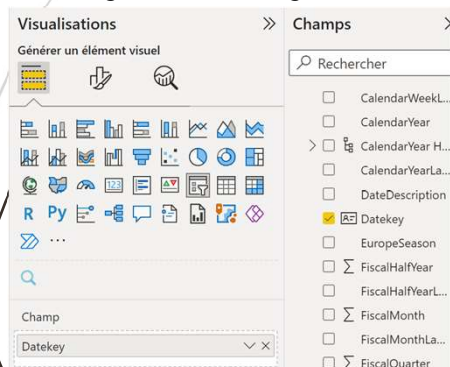 Visualisations
Générer un élément visuel
123
R Py
...
Champ
Datekey
Champs
Rechercher
CalendarWeekL...
CalendarYear
CalendarYear H...
CalendarYearLa...
DateDescription
Datekey
EuropeSeason
FiscalHalfYear
FiscalHalfYearL...
FiscalMonth
FiscalMonthLa...
FiscalQuarter